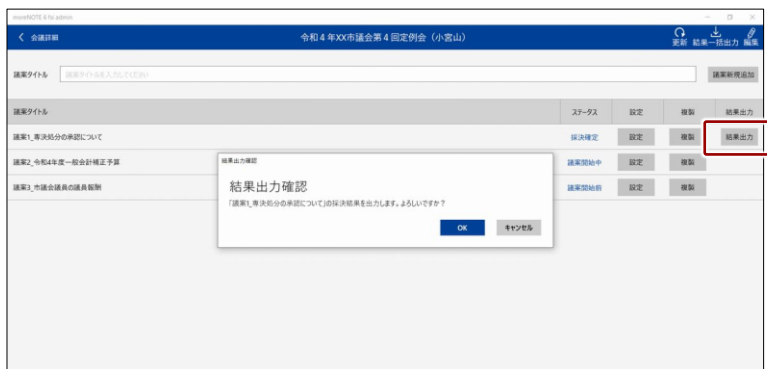 moreNOTE 6 fo admin
会議詳細 令和４年XX市議会第４回定例会（小宮山） 更新 結果一括出力 編集
議案タイトル 議案タイトルを入力してください 議案新規追加
議案タイトル ステータス 設定 複製 結果出力
議案1_専決処分の承認について 採決確定 設定 複製 結果出力
議案2_令和4年度一般会計補正予算 議案開始中 設定 複製
議案3_市議会議員の議員報酬 議案開始前 設定 複製
結果出力確認
結果出力確認
「議案1_専決処分の承認について」の採決結果を出力します。よろしいですか？
OK キャンセル